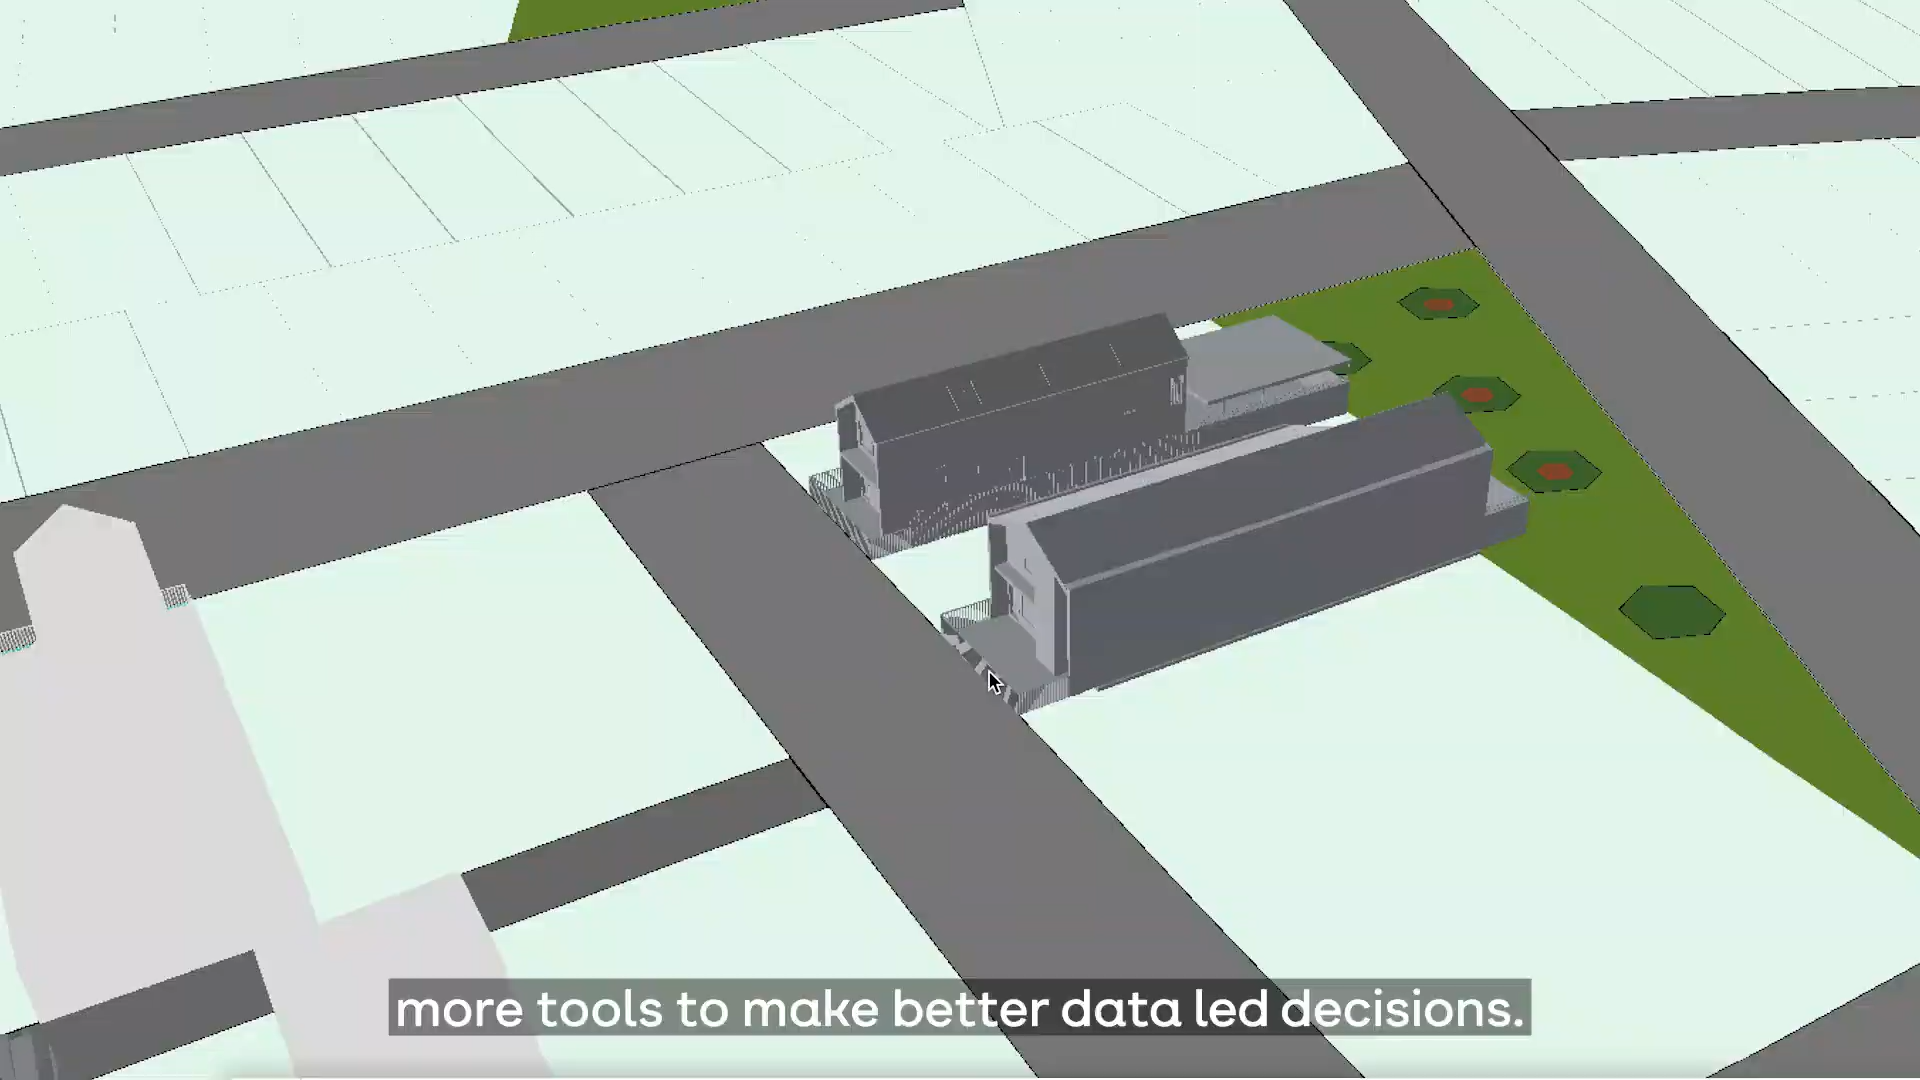 more tools to make better data led decisions.